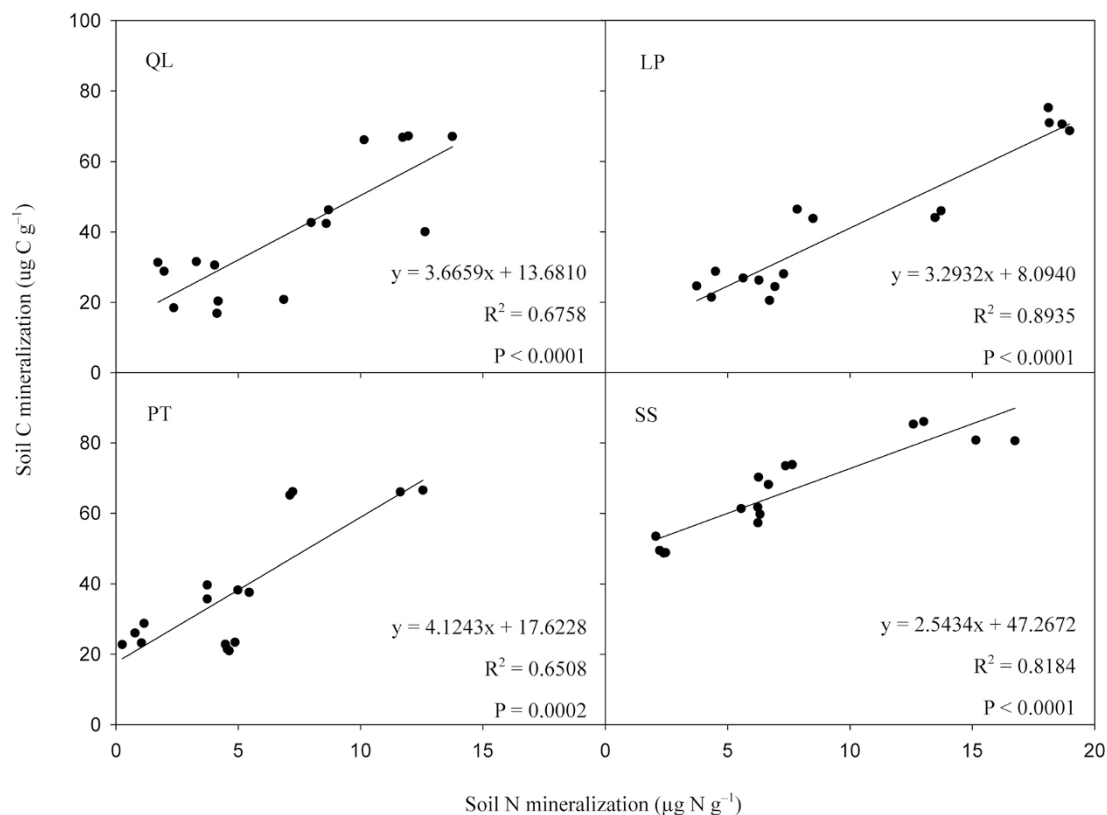 100
80
60
40
20
0
QL
y = 3.6659x + 13.6810
R² = 0.6758
P < 0.0001
LP
y = 3.2932x + 8.0940
R² = 0.8935
P < 0.0001
Soil C mineralization (ug C g⁻¹)
80
60
40
20
0
PT
y = 4.1243x + 17.6228
R² = 0.6508
P = 0.0002
SS
y = 2.5434x + 47.2672
R² = 0.8184
P < 0.0001
0 5 10 15
5 10 15 20
Soil N mineralization (µg N g⁻¹)